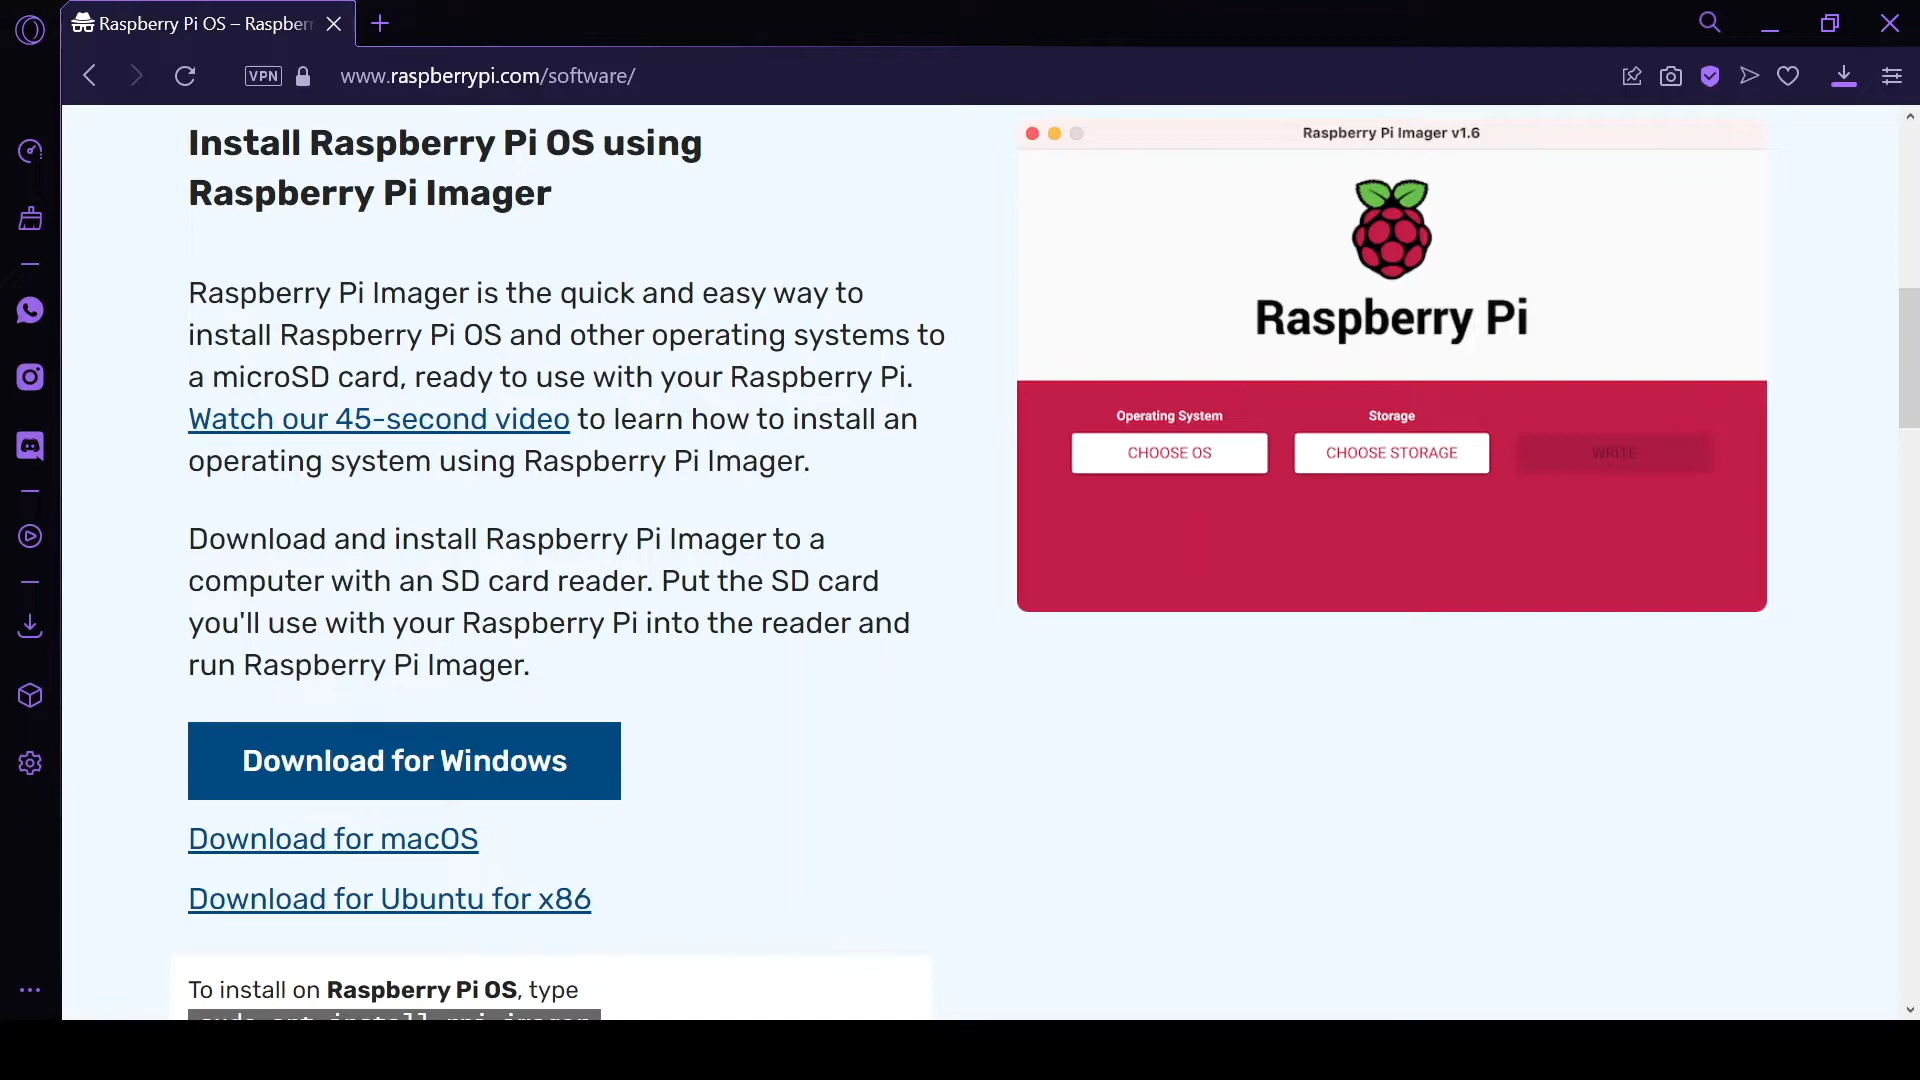 Raspberry Pi OS – Raspberr
VPN
www.raspberrypi.com/software/
Install Raspberry Pi OS using
Raspberry Pi Imager
Raspberry Pi Imager is the quick and easy way to
install Raspberry Pi OS and other operating systems to
a microSD card, ready to use with your Raspberry Pi.
Watch our 45-second video to learn how to install an
operating system using Raspberry Pi Imager.
Download and install Raspberry Pi Imager to a
computer with an SD card reader. Put the SD card
you'll use with your Raspberry Pi into the reader and
run Raspberry Pi Imager.
Download for Windows
Download for macOS
Download for Ubuntu for x86
To install on Raspberry Pi OS, type
sudo apt install rpi-imager
Raspberry Pi Imager v1.6
Raspberry Pi
Operating System
Storage
CHOOSE OS
CHOOSE STORAGE
WRITE